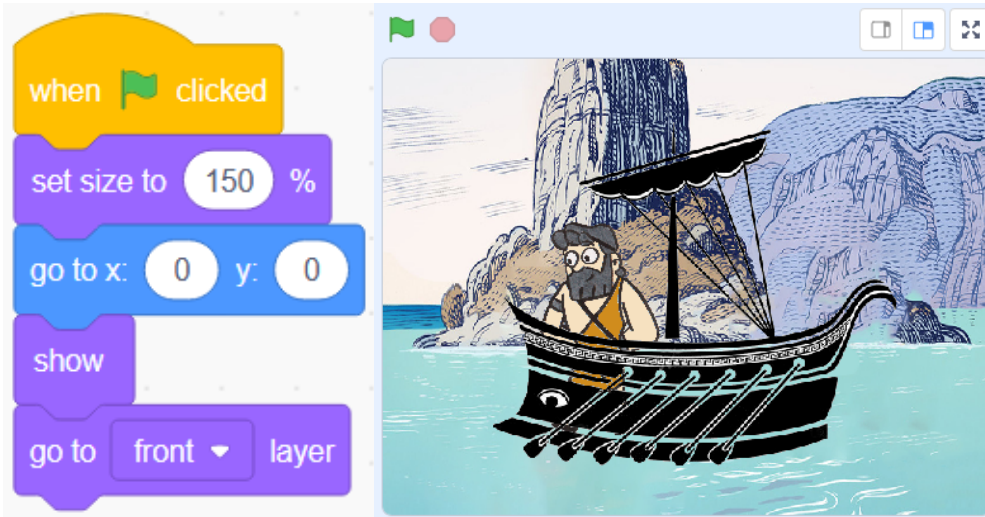 when clicked
set size to 150 %
go to x: 0 y: 0
show
go to front layer